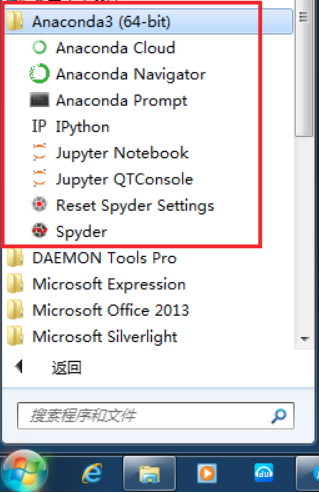 Anaconda3 (64-bit)
Anaconda Cloud
Anaconda Navigator
Anaconda Prompt
IP IPython
Jupyter Notebook
Jupyter QTConsole
Reset Spyder Settings
Spyder
DAEMON Tools Pro
Microsoft Expression
Microsoft Office 2013
Microsoft Silverlight
返回
搜索程序和文件